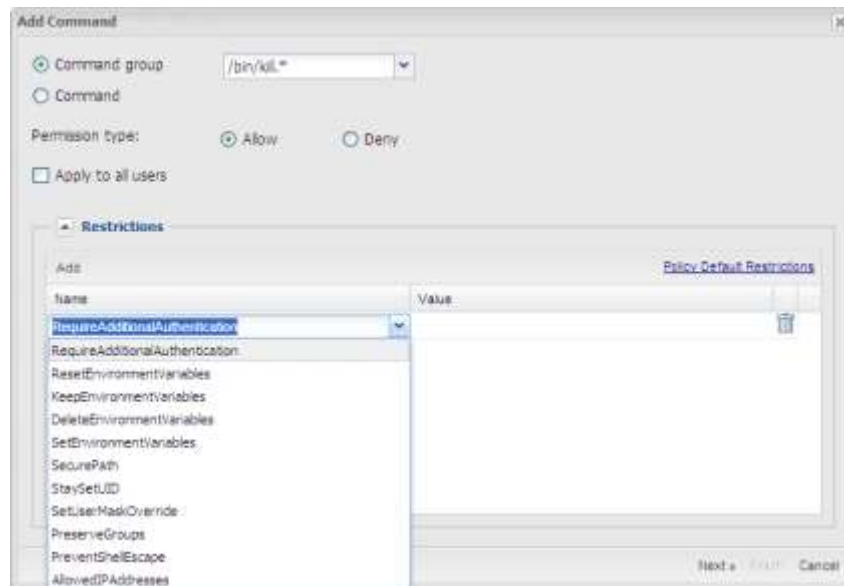 Add Command
Command group
/bin/kill.*
Command
Permission type:
Allow
Deny
Apply to all users
Restrictions
Add
Policy Default Restrictions
Name
Value
RequireAdditionalAuthentication
RequireAdditionalAuthentication
ResetEnvironmentVariables
KeepEnvironmentVariables
DeleteEnvironmentVariables
SetEnvironmentVariables
SecurePath
StaySetUID
SetUserMaskOverride
PreserveGroups
PreventShellEscape
AllowedIPAddresses
Next »
Cancel